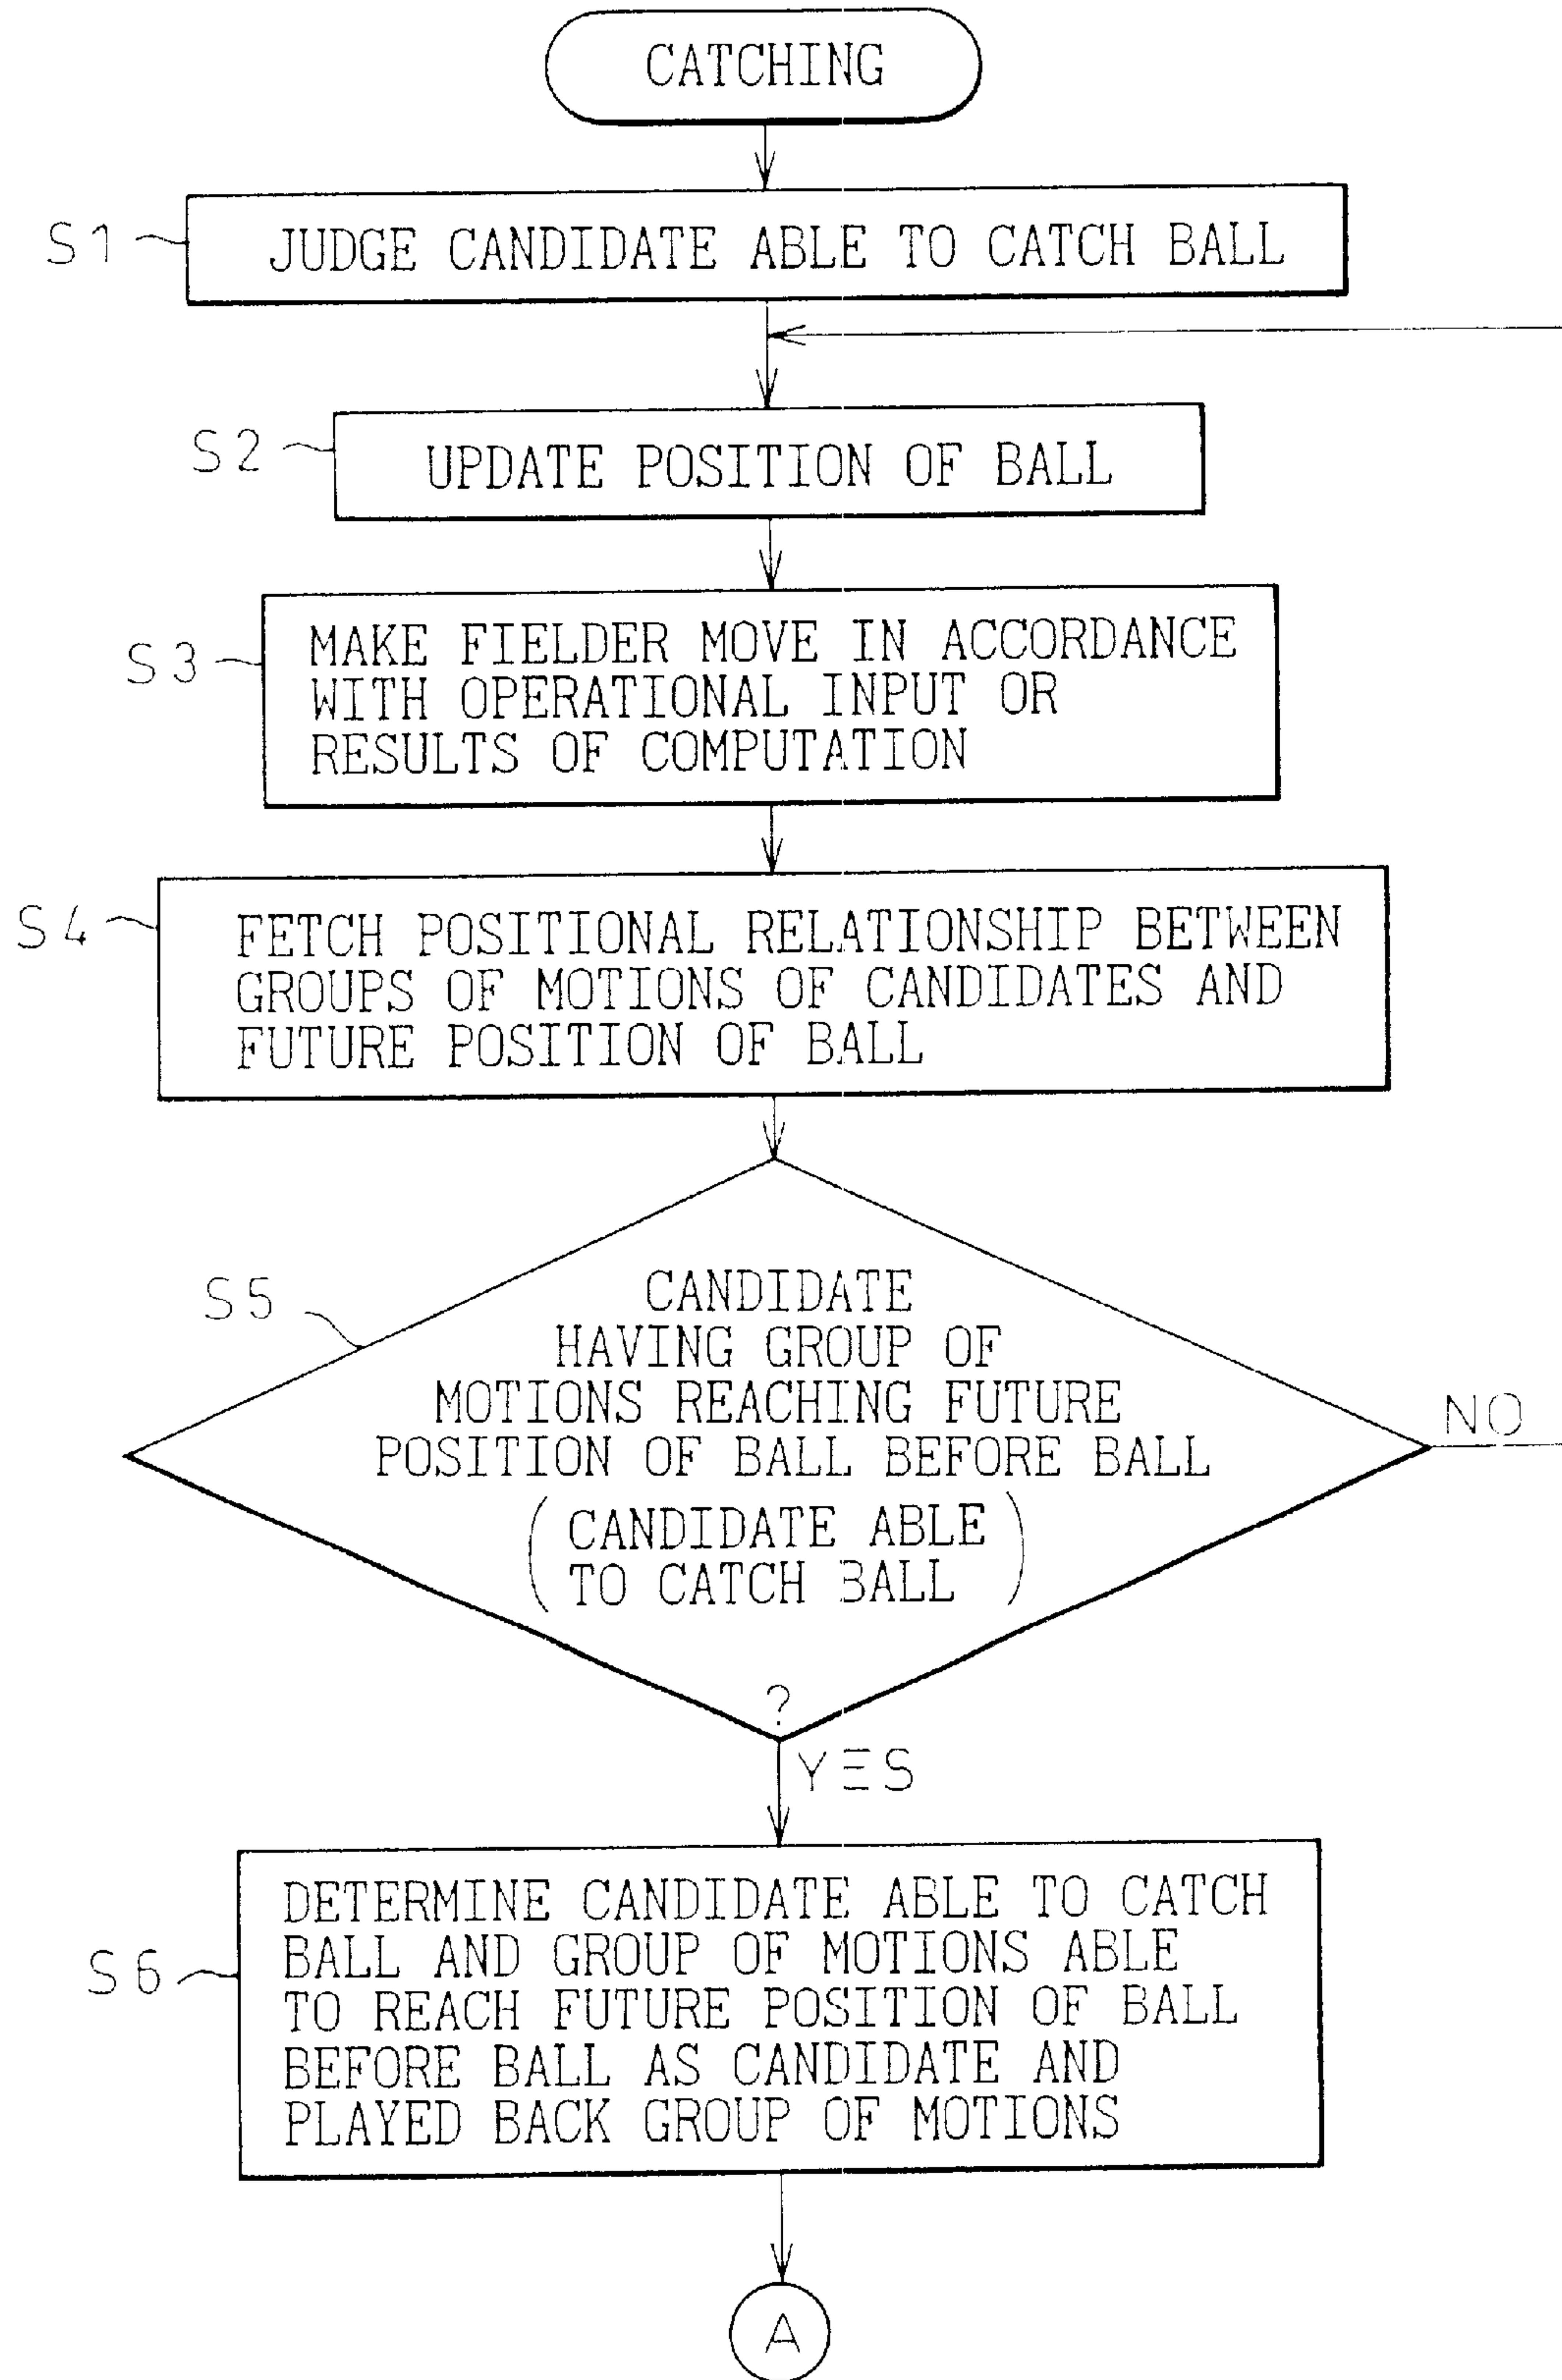 CATCHING
S1
JUDGE CANDIDATE ABLE TO CATCH BALL
S2
UPDATE POSITION OF BALL
S3
MAKE FIELDER MOVE IN ACCORDANCE
WITH OPERATIONAL INPUT OR
RESULTS OF COMPUTATION
S4
FETCH POSITIONAL RELATIONSHIP BETWEEN
GROUPS OF MOTIONS OF CANDIDATES AND
FUTURE POSITION OF BALL
S5
CANDIDATE
HAVING GROUP OF
MOTIONS REACHING FUTURE
POSITION OF BALL BEFORE BALL
(CANDIDATE ABLE
TO CATCH BALL)
?
NO
YES
S6
DETERMINE CANDIDATE ABLE TO CATCH
BALL AND GROUP OF MOTIONS ABLE
TO REACH FUTURE POSITION OF BALL
BEFORE BALL AS CANDIDATE AND
PLAYED BACK GROUP OF MOTIONS
A